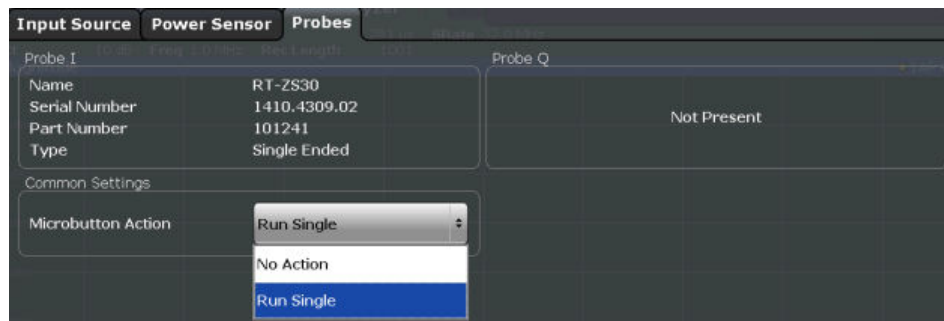 Input Source Power Sensor Probes
Probe I Probe Q
Name RT-ZS30
Serial Number 1410.4309.02
Part Number 101241
Type Single Ended
Not Present
Common Settings
Microbutton Action Run Single
No Action
Run Single